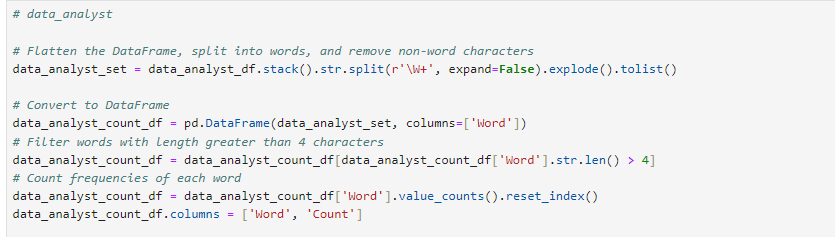 # data_analyst
# Flatten the DataFrame, split into words, and remove non-word characters
data_analyst_set = data_analyst_df.stack().str.split(r'\W+', expand=False).explode().tolist()
# Convert to DataFrame
data_analyst_count_df = pd.DataFrame(data_analyst_set, columns=['Word'])
# Filter words with length greater than 4 characters
data_analyst_count_df = data_analyst_count_df[data_analyst_count_df['Word'].str.len() > 4]
# Count frequencies of each word
data_analyst_count_df = data_analyst_count_df['Word'].value_counts().reset_index()
data_analyst_count_df.columns = ['Word', 'Count']